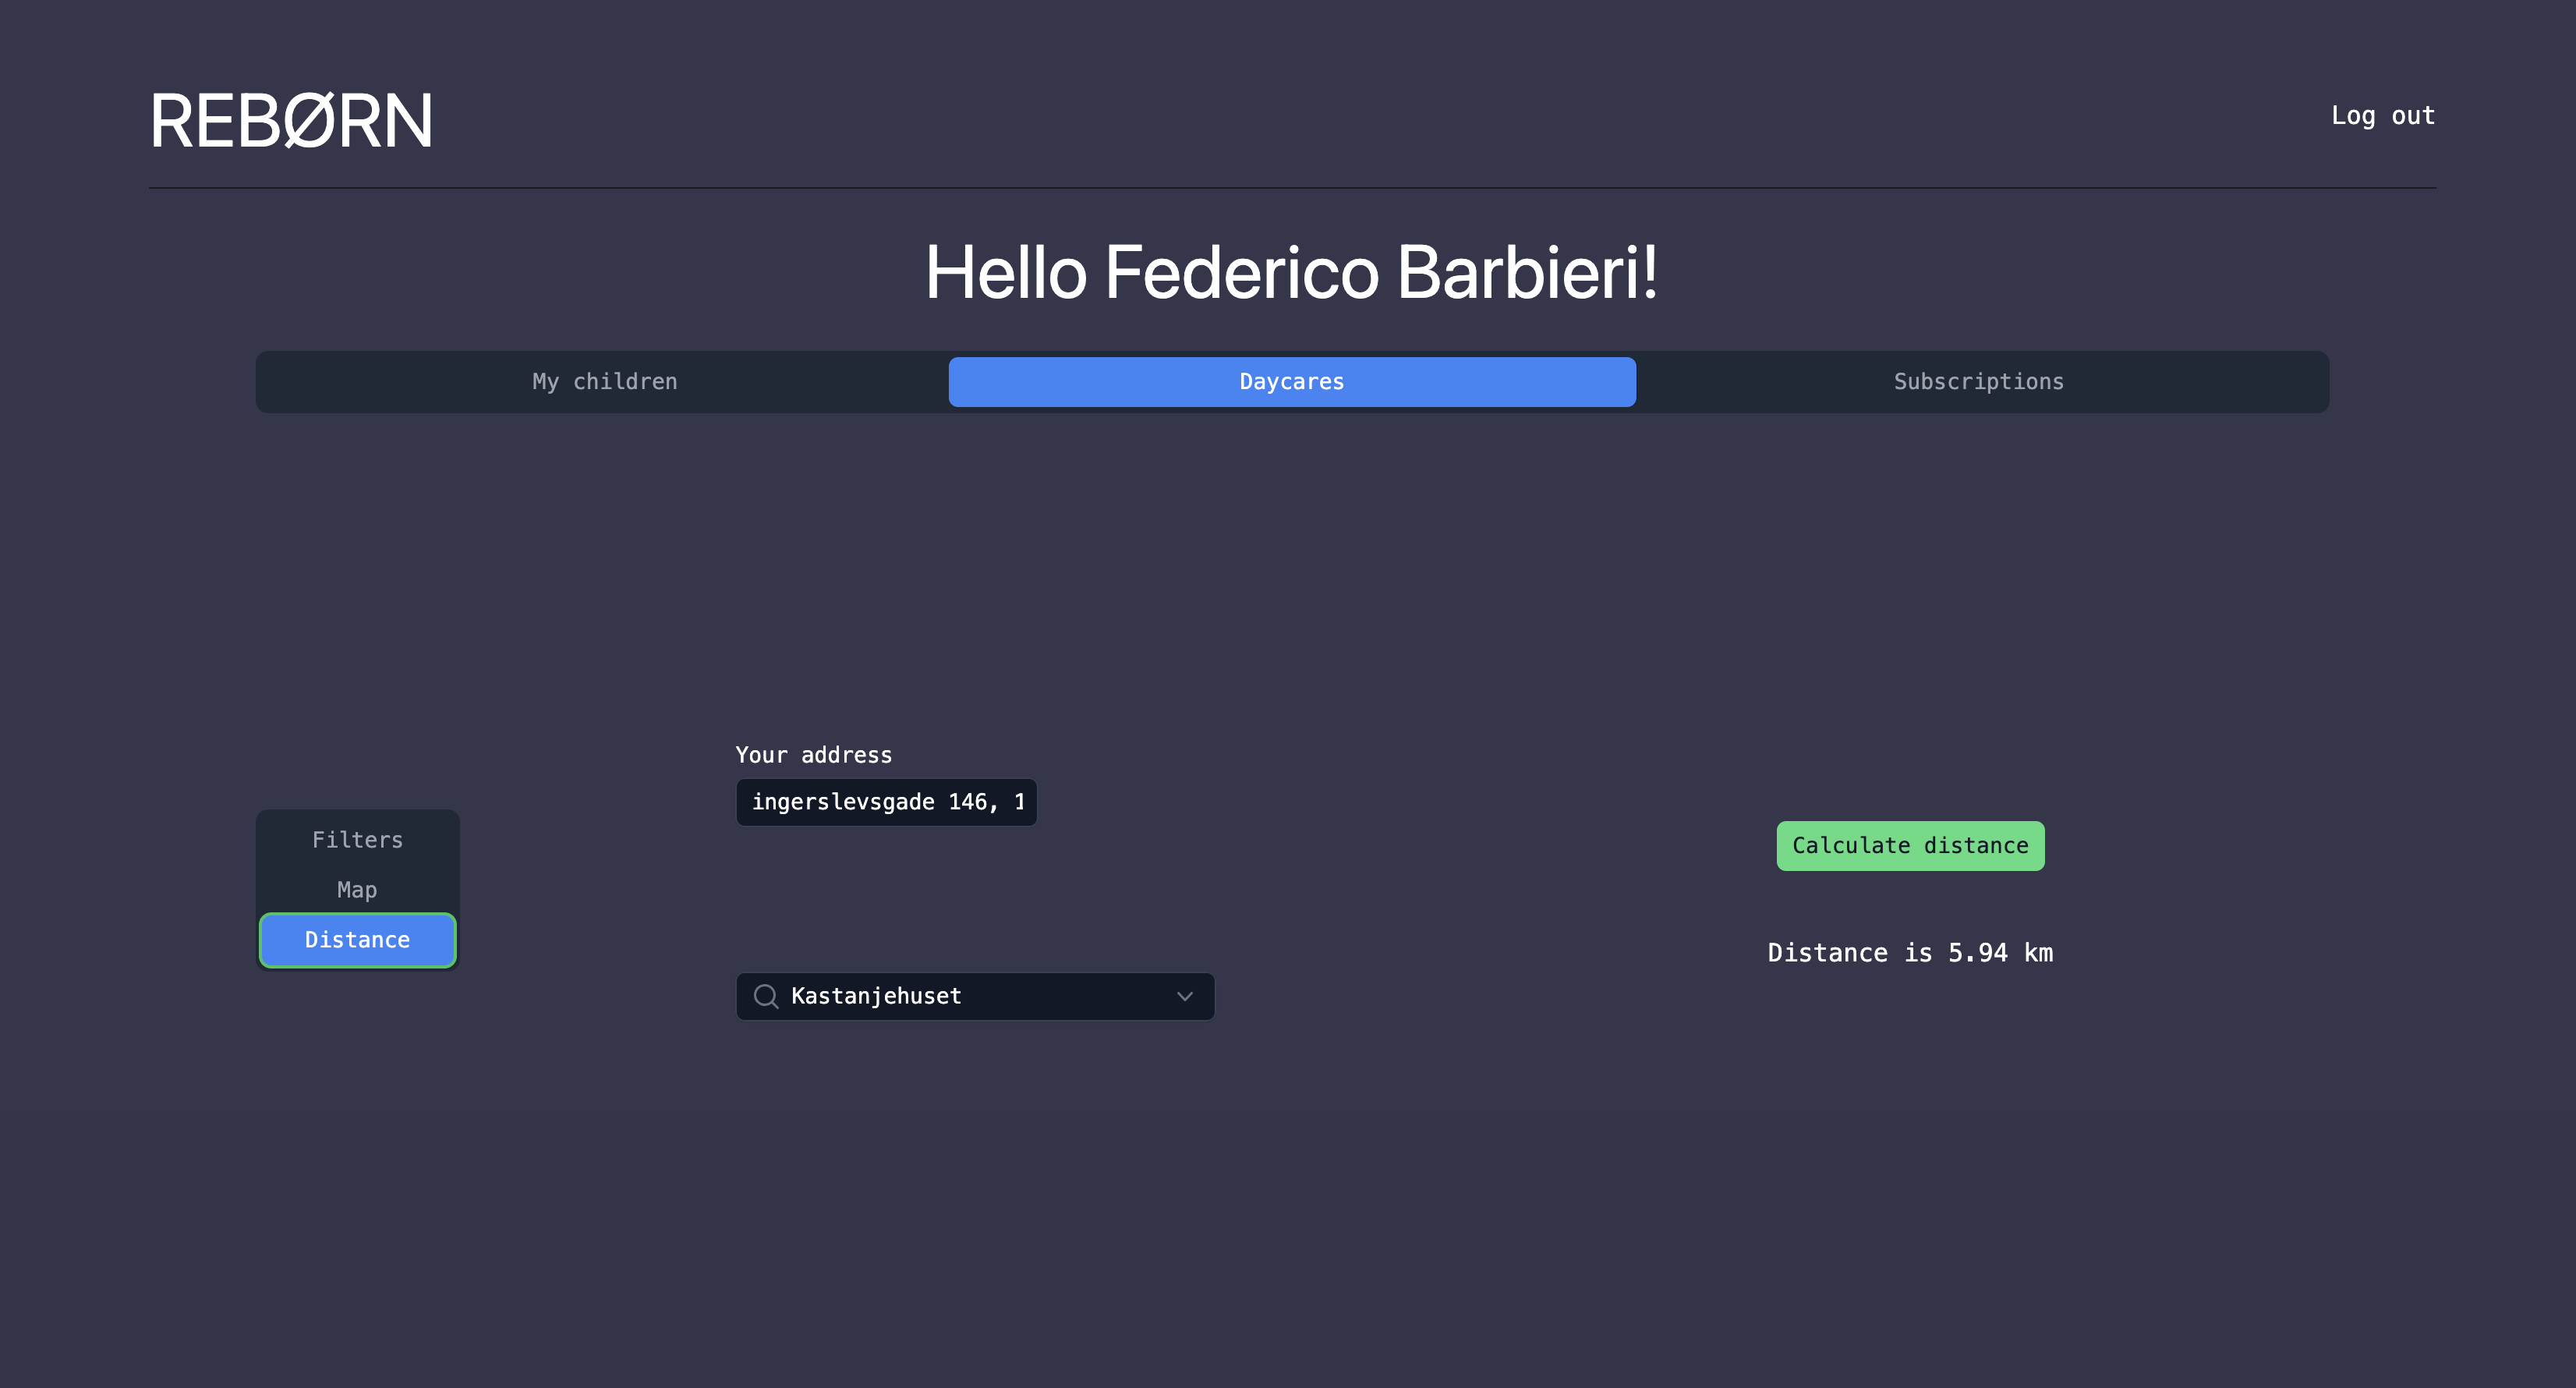 REBØRN
Log out
Hello Federico Barbieri!
My children
Daycares
Subscriptions
Your address
ingerslevsgade 146, 1
Filters
Map
Distance
Kastanjehuset
Calculate distance
Distance is 5.94 km